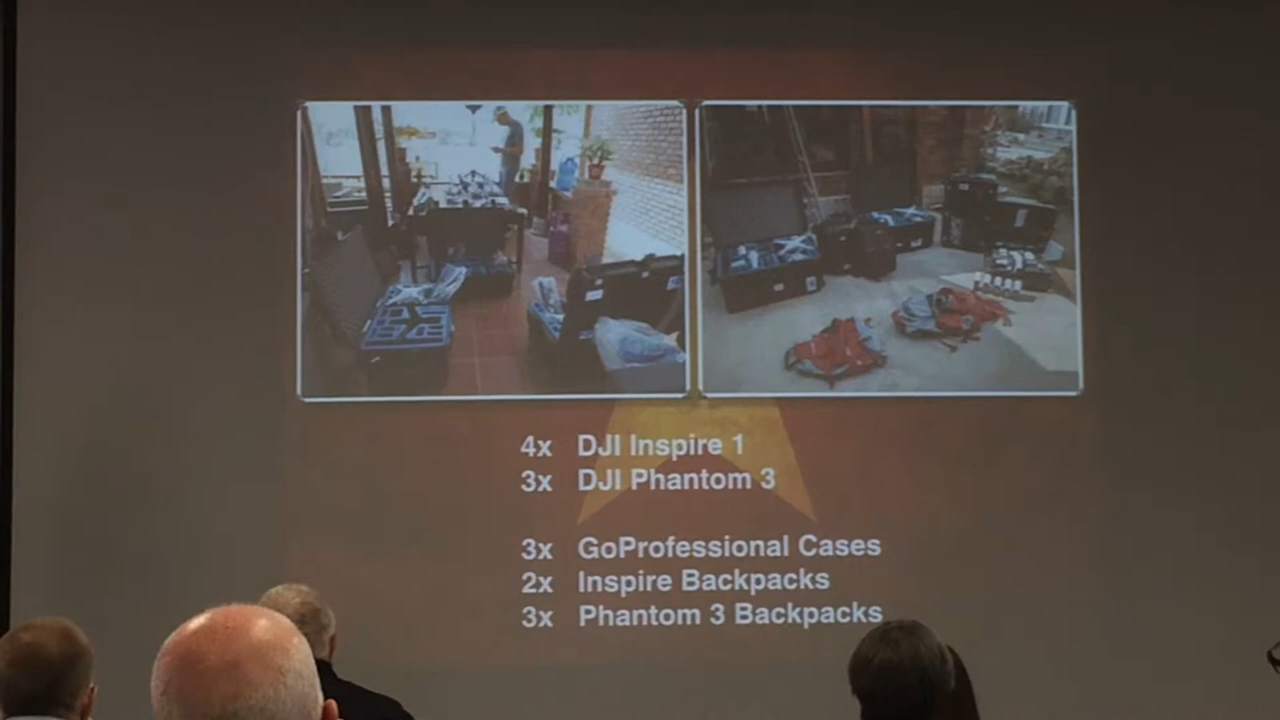 4x DJI Inspire 1
3x DJI Phantom 3
3x GoProfessional Cases
2x Inspire Backpacks
3x Phantom 3 Backpacks